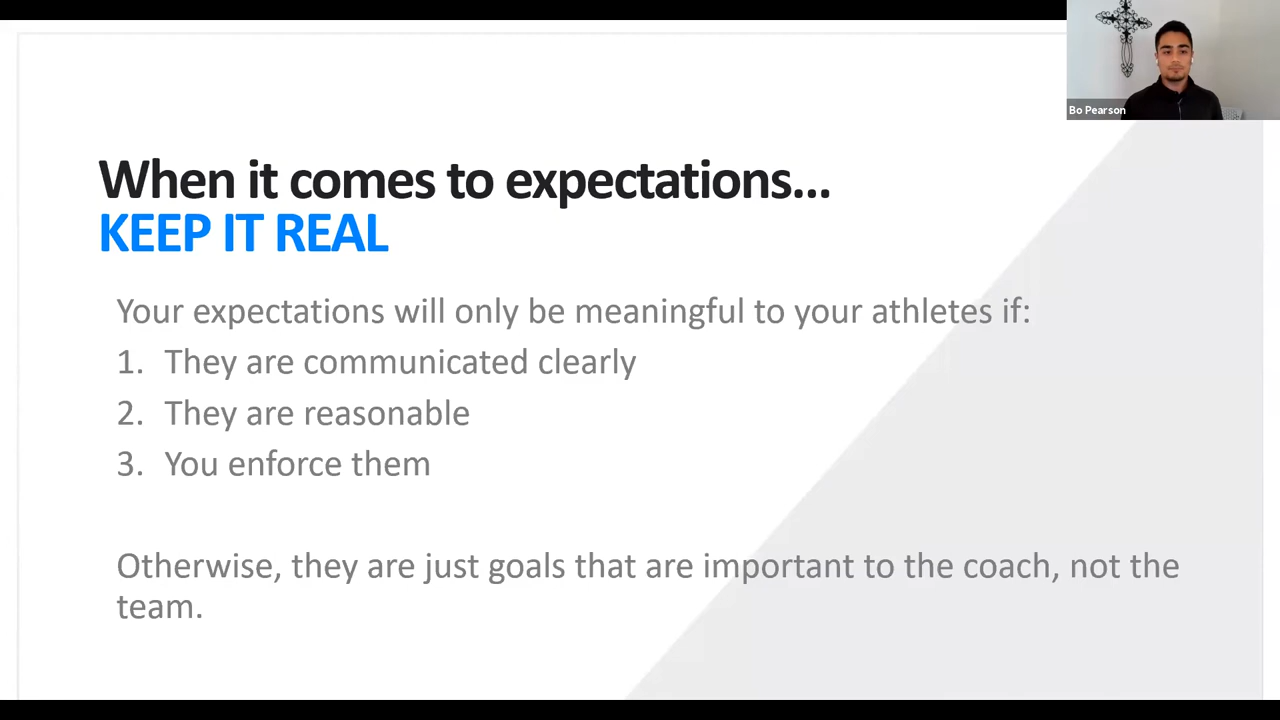 Bo Pearson
When it comes to expectations...
KEEP IT REAL
Your expectations will only be meaningful to your athletes if:
1. They are communicated clearly
2. They are reasonable
3. You enforce them
Otherwise, they are just goals that are important to the coach, not the
team.